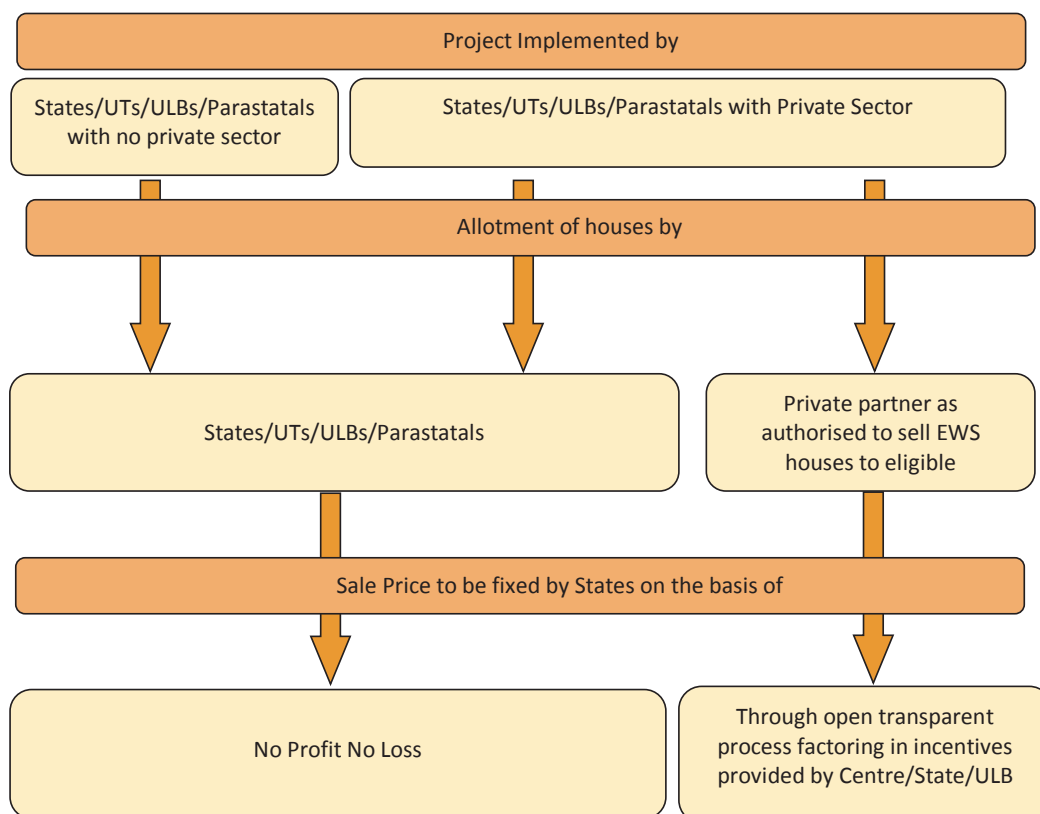 Project Implemented by
States/UTs/ULBs/Parastatals
with no private sector
States/UTs/ULBs/Parastatals with Private Sector
Allotment of houses by
States/UTs/ULBs/Parastatals
Private partner as
authorised to sell EWS
houses to eligible
Sale Price to be fixed by States on the basis of
No Profit No Loss
Through open transparent
process factoring in incentives
provided by Centre/State/ULB